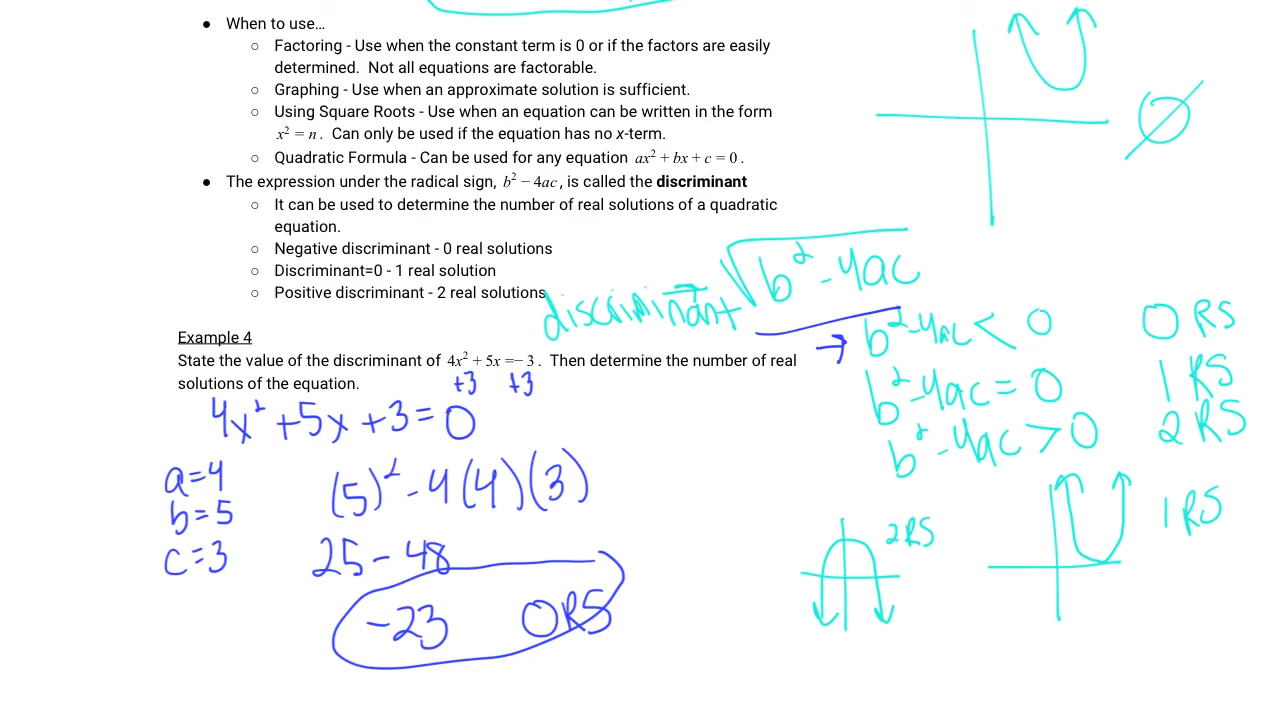 ● When to use…
○ Factoring - Use when the constant term is 0 or if the factors are easily
determined. Not all equations are factorable.
○ Graphing - Use when an approximate solution is sufficient.
○ Using Square Roots - Use when an equation can be written in the form
x² = n . Can only be used if the equation has no x-term.
○ Quadratic Formula - Can be used for any equation ax² + bx + c = 0 .
● The expression under the radical sign, b² − 4ac , is called the discriminant
○ It can be used to determine the number of real solutions of a quadratic
equation.
○ Negative discriminant - 0 real solutions
○ Discriminant=0 - 1 real solution
○ Positive discriminant - 2 real solutions
∅
discriminant √b²-4ac
→ b²-4ac < 0 0 RS
b²-4ac = 0 1 RS
b²-4ac > 0 2 RS
2RS
1 RS
Example 4
State the value of the discriminant of 4x² + 5x =− 3 . Then determine the number of real
solutions of the equation.
+3 +3
4x² +5x +3 = 0
a=4
b=5
c=3
(5)² - 4(4)(3)
25 - 48
-23 0RS